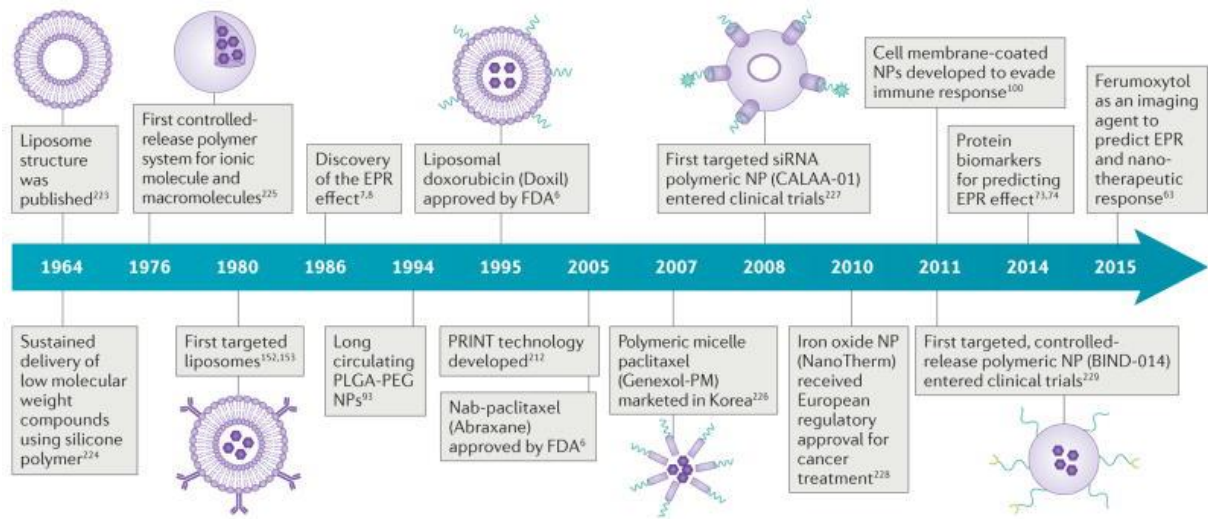 Liposome
structure
was
published²²³
First controlled-
release polymer
system for ionic
molecule and
macromolecules²²⁵
Discovery
of the EPR
effect⁷,⁸
Liposomal
doxorubicin (Doxil)
approved by FDA⁶
First targeted siRNA
polymeric NP (CALAA-01)
entered clinical trials²²⁷
Cell membrane-coated
NPs developed to evade
immune response¹⁰⁰
Protein
biomarkers
for predicting
EPR effect⁷³,⁷⁴
Ferumoxytol
as an imaging
agent to
predict EPR
and nano-
therapeutic
response⁶³
1964 1976 1980 1986 1994 1995 2005 2007 2008 2010 2011 2014 2015
Sustained
delivery of
low molecular
weight
compounds
using silicone
polymer²²⁴
First targeted
liposomes¹⁵²,¹⁵³
Long
circulating
PLGA-PEG
NPs⁹³
PRINT technology
developed²¹²
Nab-paclitaxel
(Abraxane)
approved by FDA⁶
Polymeric micelle
paclitaxel
(Genexol-PM)
marketed in Korea²²⁶
Iron oxide NP
(NanoTherm)
received
European
regulatory
approval for
cancer
treatment²²⁸
First targeted, controlled-
release polymeric NP (BIND-014)
entered clinical trials²²⁹